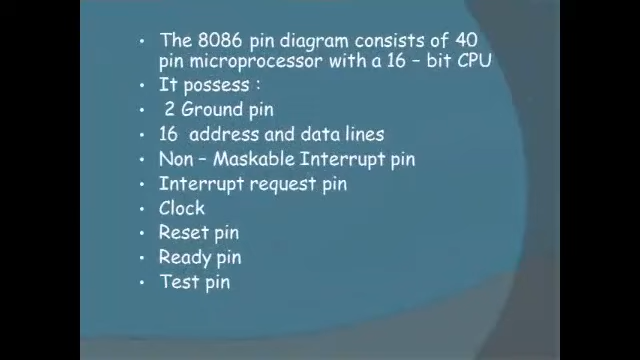 • The 8086 pin diagram consists of 40
pin microprocessor with a 16 – bit CPU
• It possess :
• 2 Ground pin
• 16 address and data lines
• Non – Maskable Interrupt pin
• Interrupt request pin
• Clock
• Reset pin
• Ready pin
• Test pin